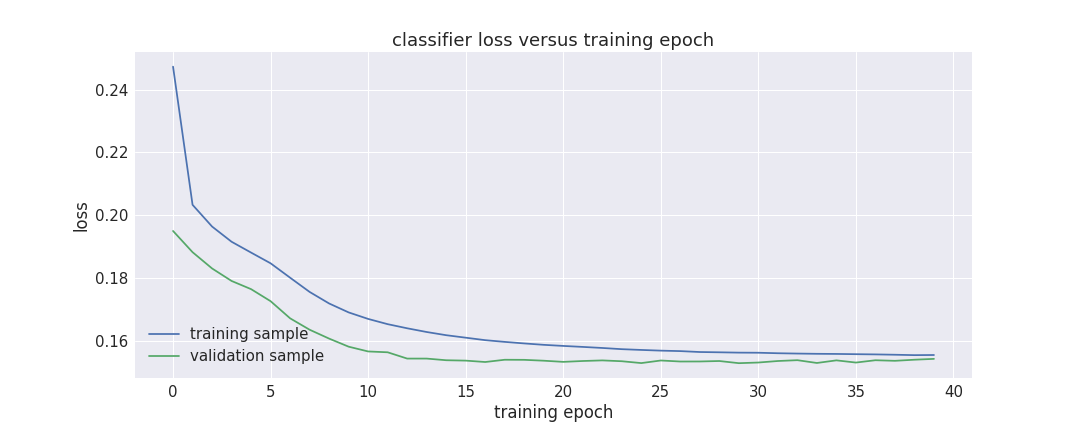 classifier loss versus training epoch
0.24
0.22
0.20
0.18
0.16
loss
training sample
validation sample
0 5 10 15 20 25 30 35 40
training epoch